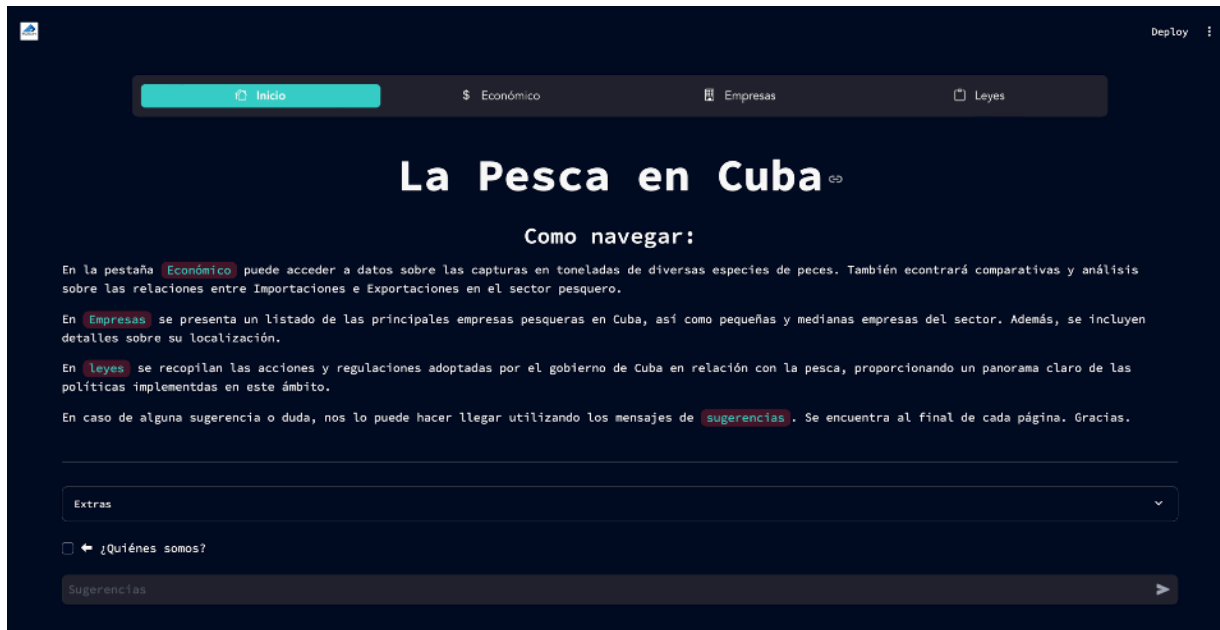 Deploy
Inicio
$ Económico
Empresas
Leyes
La Pesca en Cuba
Como navegar:
En la pestaña Económico puede acceder a datos sobre las capturas en toneladas de diversas especies de peces. También econtrará comparativas y análisis
sobre las relaciones entre Importaciones e Exportaciones en el sector pesquero.
En Empresas se presenta un listado de las principales empresas pesqueras en Cuba, así como pequeñas y medianas empresas del sector. Además, se incluyen
detalles sobre su localización.
En leyes se recopilan las acciones y regulaciones adoptadas por el gobierno de Cuba en relación con la pesca, proporcionando un panorama claro de las
políticas implementdas en este ámbito.
En caso de alguna sugerencia o duda, nos lo puede hacer llegar utilizando los mensajes de sugerencias. Se encuentra al final de cada página. Gracias.
Extras
¿Quiénes somos?
Sugerencias